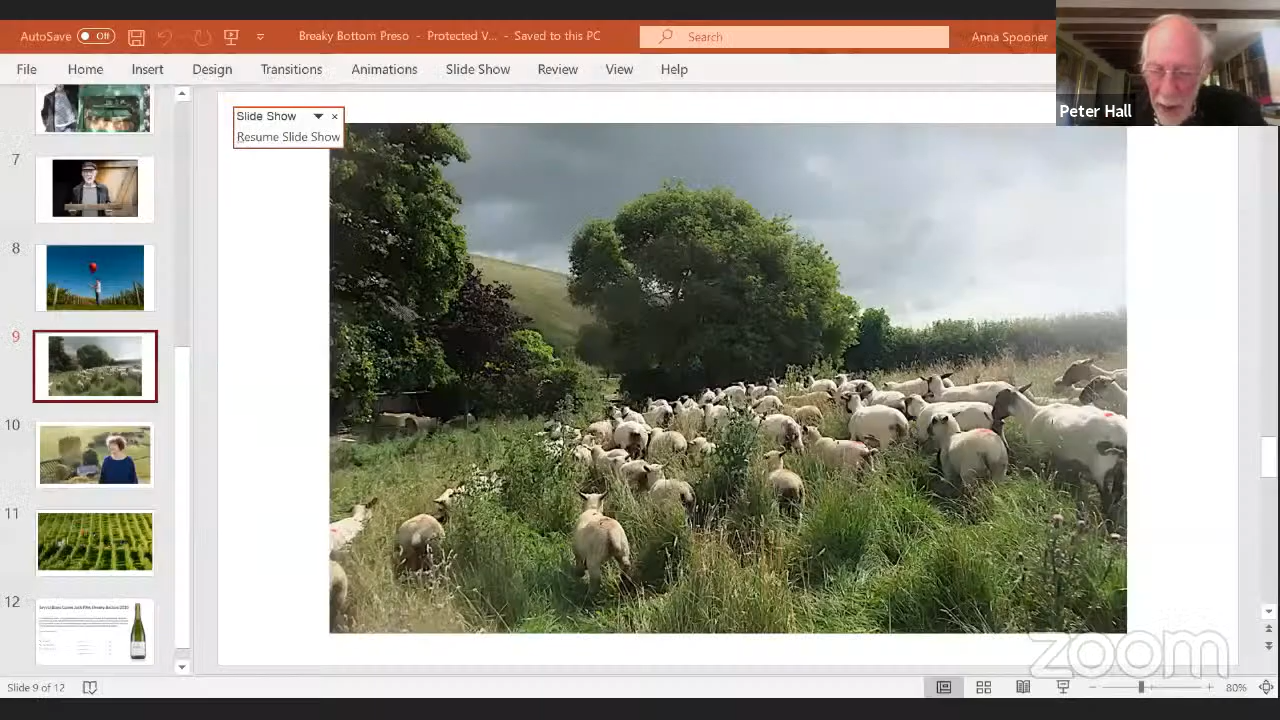 AutoSave Off Breaky Bottom Preso - Protected V... - Saved to this PC Search Anna Spooner
File Home Insert Design Transitions Animations Slide Show Review View Help
Peter Hall
Slide Show
Resume Slide Show
7
8
9
10
11
12
zoom
Slide 9 of 12 80%